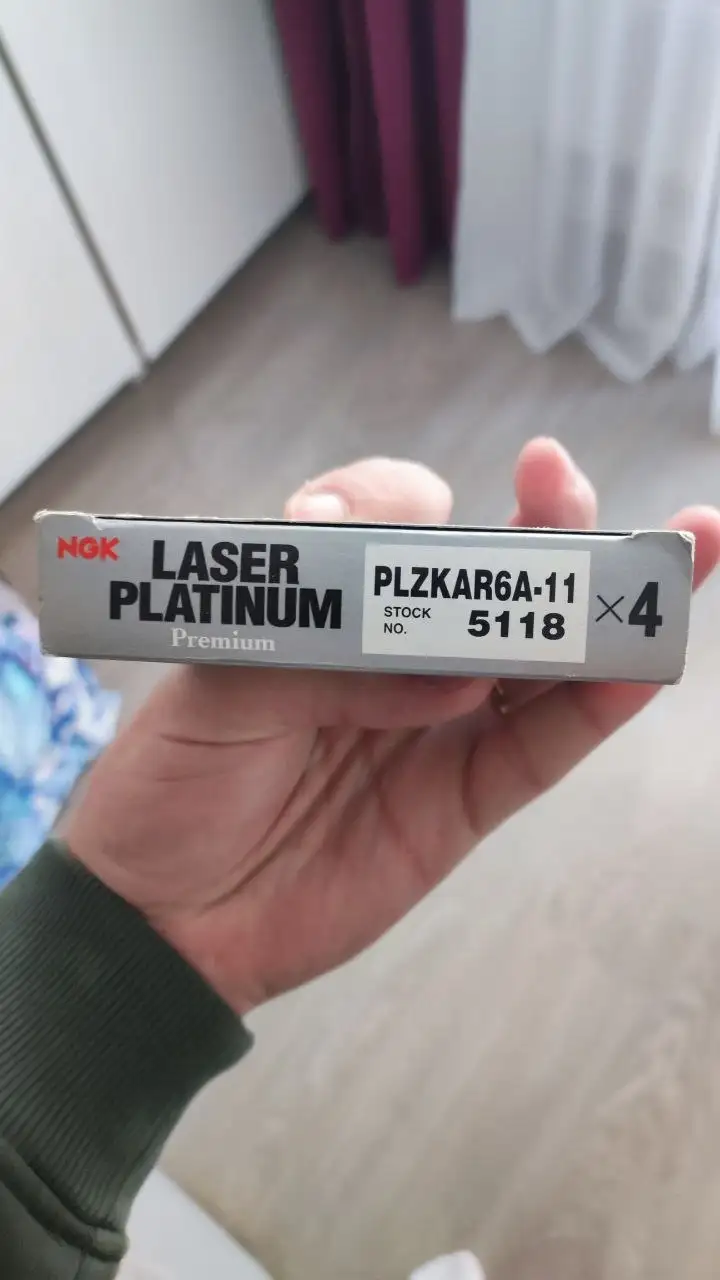 NGK
LASER
PLATINUM
Premium
PLZKAR6A-11
STOCK
NO.
5118
×4